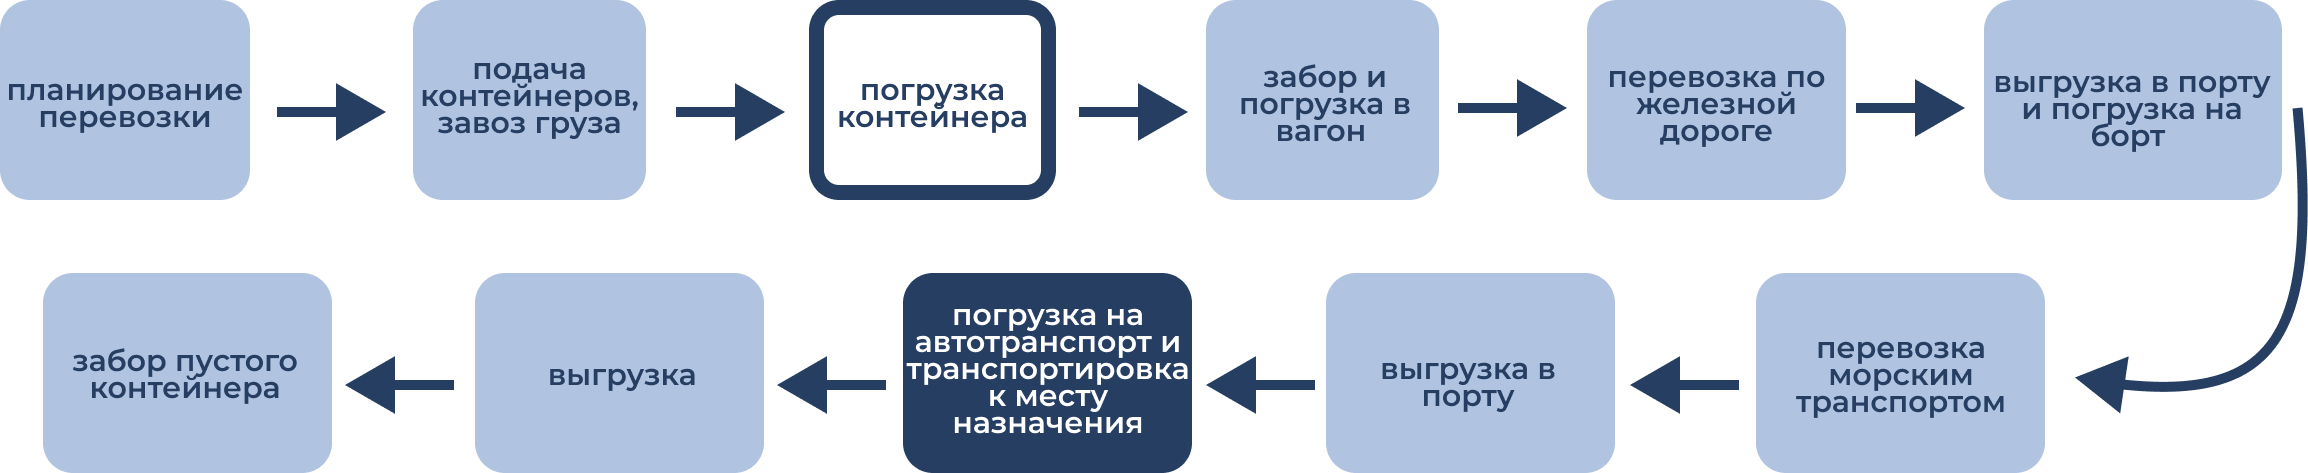 планирование
перевозки
подача
контейнеров,
завоз груза
погрузка
контейнера
забор и
погрузка в
вагон
перевозка по
железной
дороге
выгрузка в порту
и погрузка на
борт
перевозка
морским
транспортом
выгрузка в
порту
погрузка на
автотранспорт и
транспортировка
к месту
назначения
выгрузка
забор пустого
контейнера